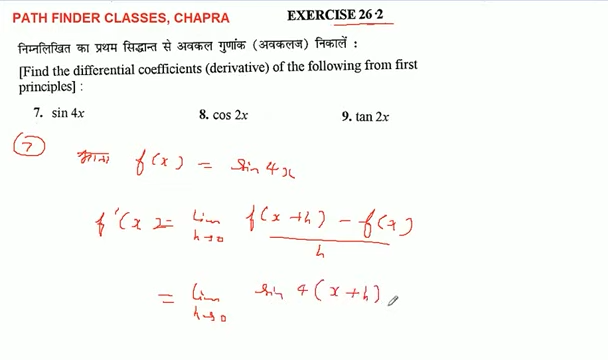 PATH FINDER CLASSES, CHAPRA EXERCISE 26·2
निम्नलिखित का प्रथम सिद्धान्त से अवकल गुणांक (अवकलज) निकालें :
[Find the differential coefficients (derivative) of the following from first
principles] :
7. sin 4x 8. cos 2x 9. tan 2x
7 माना f(x) = sin 4x
f'(x) = lim h→0 f(x+h) - f(x) / h
= lim h→0 sin 4(x+h)